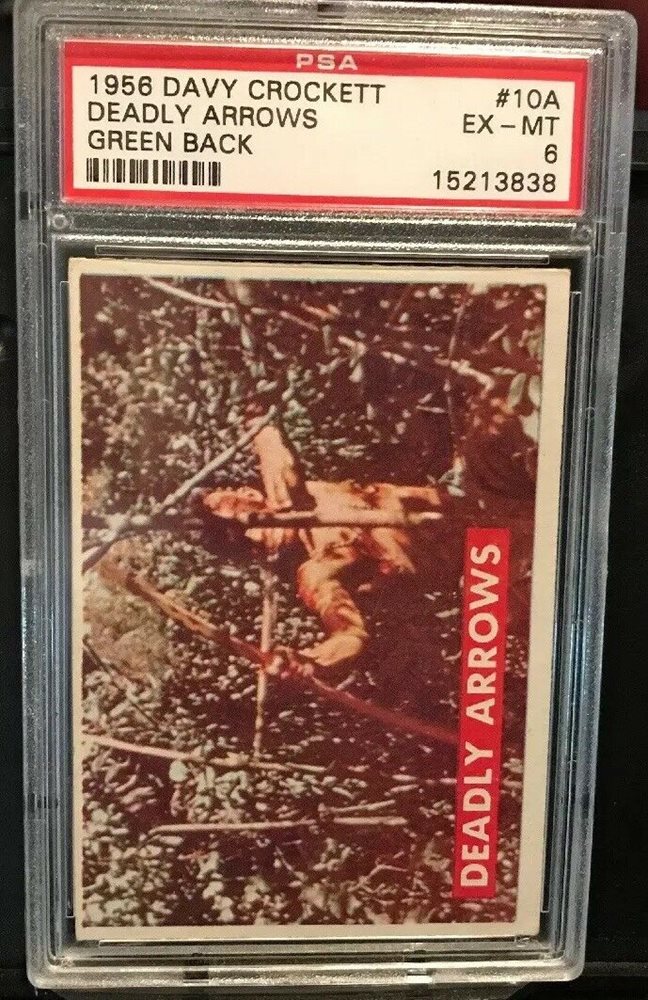 PSA
1956 DAVY CROCKETT #10A
DEADLY ARROWS EX-MT
GREEN BACK 6
15213838
DEADLY ARROWS